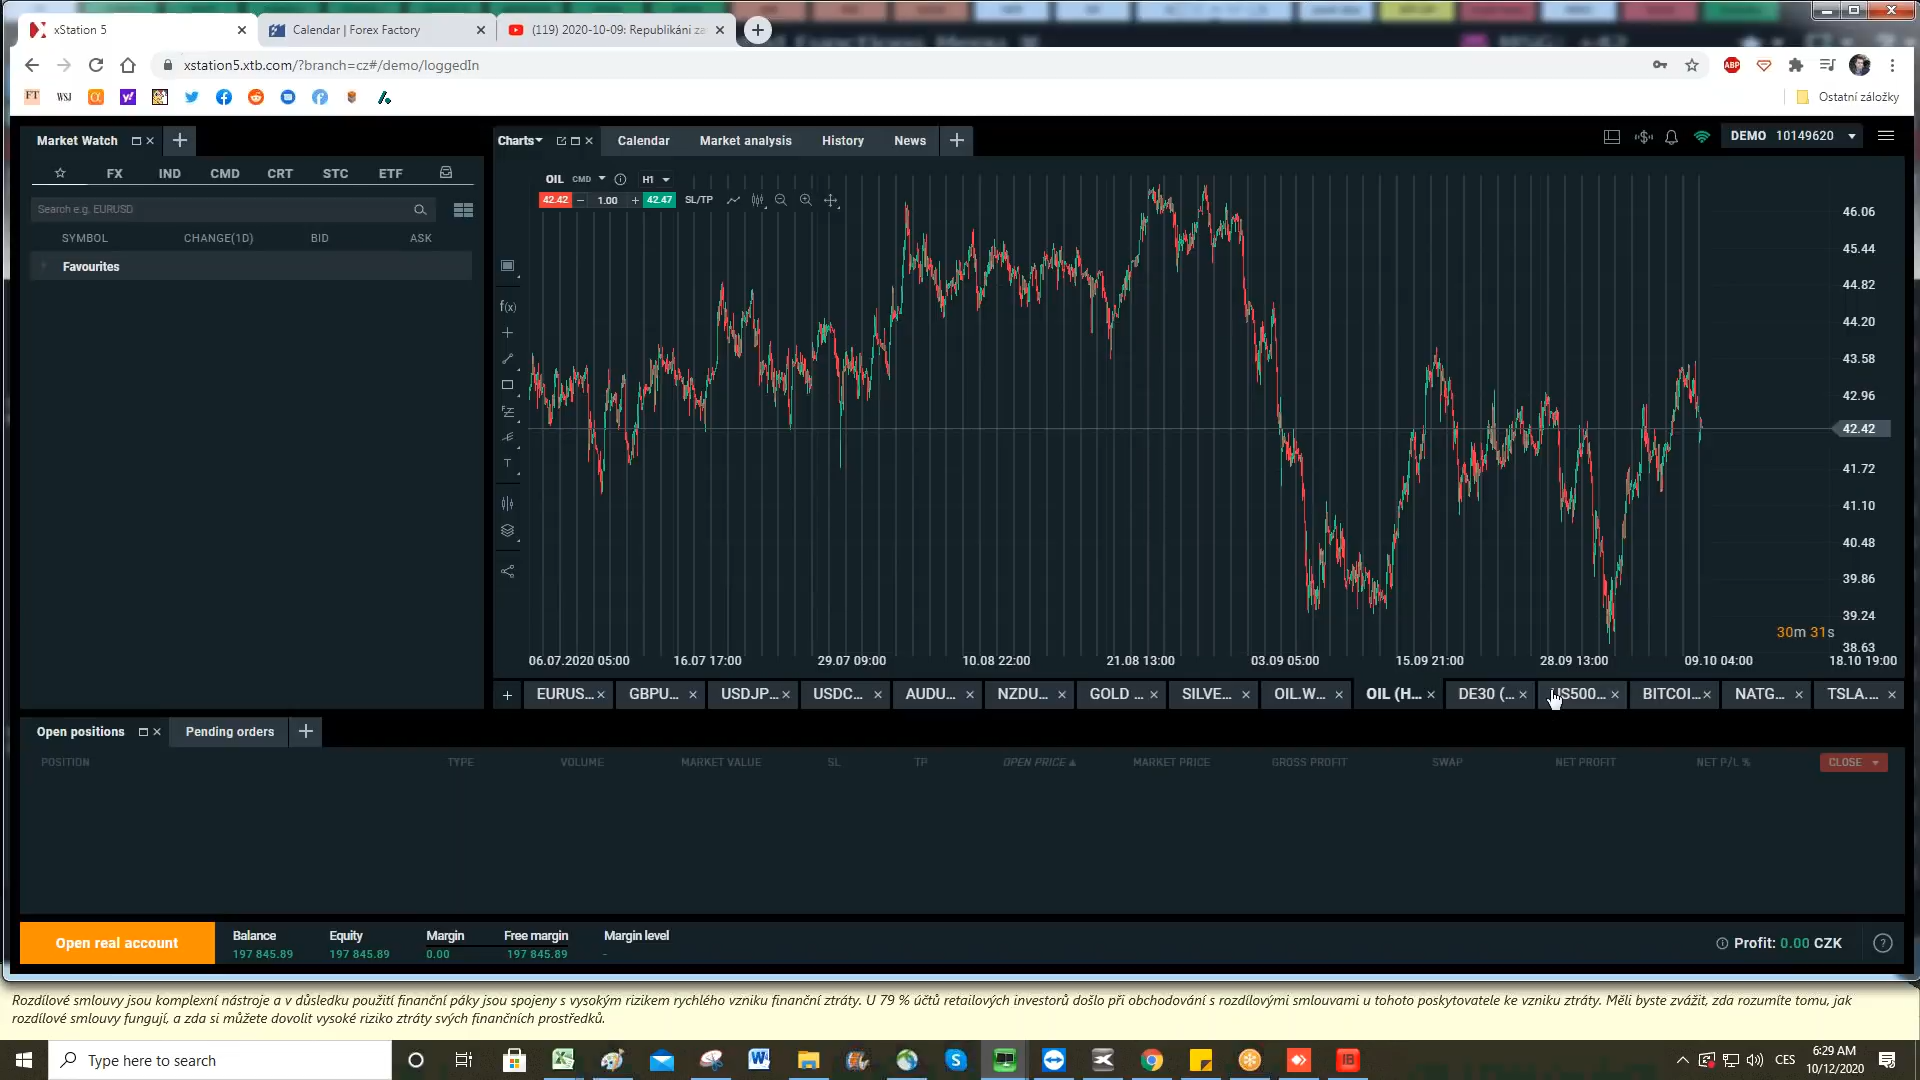 xStation 5
Calendar | Forex Factory
(119) 2020-10-09: Republikáni za
xstation5.xtb.com/?branch=cz#/demo/loggedIn
ABP
FT
WSJ
Ostatní záložky
Market Watch
Charts
Calendar
Market analysis
History
News
DEMO 10149620
FX
IND
CMD
CRT
STC
ETF
OIL CMD H1
42.42 − 1.00 + 42.47 SL/TP
Search e.g. EURUSD
SYMBOL
CHANGE(1D)
BID
ASK
Favourites
f(x)
T
46.06
45.44
44.82
44.20
43.58
42.96
42.42
41.72
41.10
40.48
39.86
39.24
30m 31s
38.63
06.07.2020 05:00
16.07 17:00
29.07 09:00
10.08 22:00
21.08 13:00
03.09 05:00
15.09 21:00
28.09 13:00
09.10 04:00
18.10 19:00
EURUS...
GBPU...
USDJP...
USDC...
AUDU...
NZDU...
GOLD ...
SILVE...
OIL.W...
OIL (H...
DE30 (...
US500...
BITCOI...
NATG...
TSLA....
Open positions
Pending orders
POSITION
TYPE
VOLUME
MARKET VALUE
SL
TP
OPEN PRICE
MARKET PRICE
GROSS PROFIT
SWAP
NET PROFIT
NET P/L %
CLOSE
Open real account
Balance
197 845.89
Equity
197 845.89
Margin
0.00
Free margin
197 845.89
Margin level
-
Profit: 0.00 CZK
Rozdílové smlouvy jsou komplexní nástroje a v důsledku použití finanční páky jsou spojeny s vysokým rizikem rychlého vzniku finanční ztráty. U 79 % účtů retailových investorů došlo při obchodování s rozdílovými smlouvami u tohoto poskytovatele ke vzniku ztráty. Měli byste zvážit, zda rozumíte tomu, jak
rozdílové smlouvy fungují, a zda si můžete dovolit vysoké riziko ztráty svých finančních prostředků.
Type here to search
CES
6:29 AM
10/12/2020